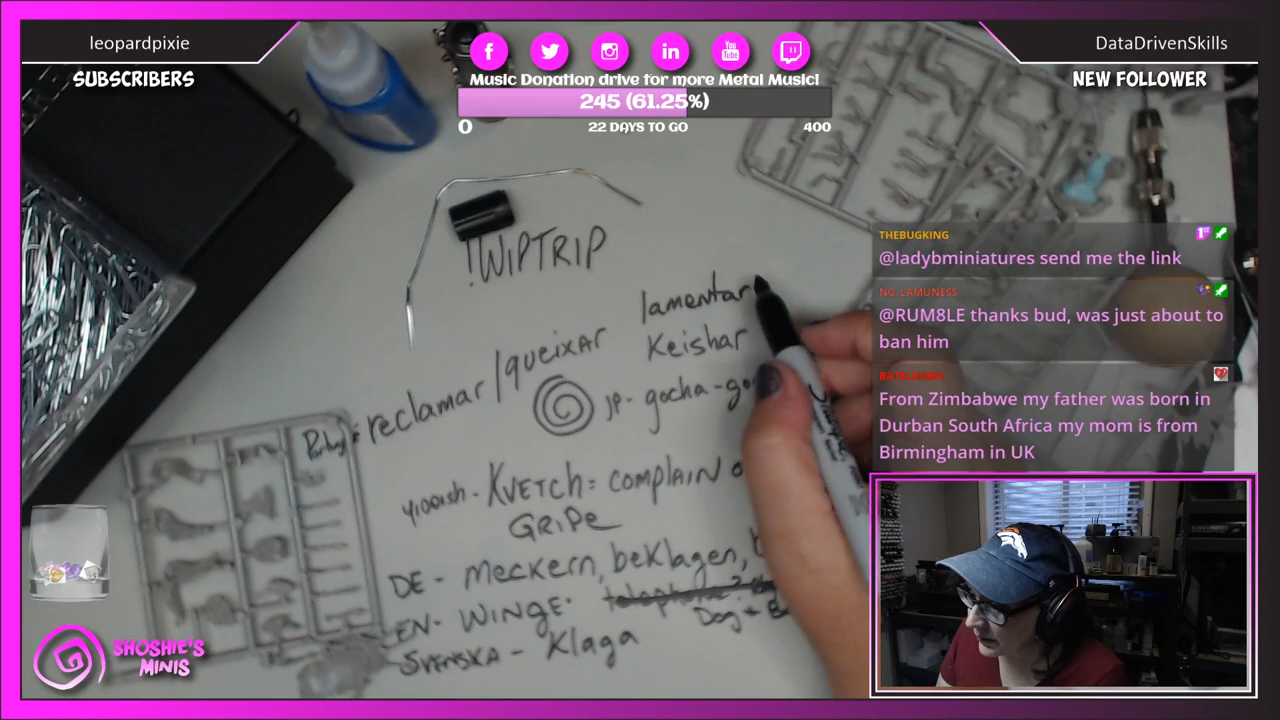 leopardpixie
SUBSCRIBERS
Music Donation drive for more Metal Music!
245 (61.25%)
0
22 DAYS TO GO
400
DataDrivenSkills
NEW FOLLOWER
!WIPTRIP
lamentar
Keishar
reclamar/queixar
JP- gocha-go
Yiddish - KVETCH = COMPLAIN
GRIPE
DE - Meckern, beklagen,
EN- WINGE
Dog +
SVENSKA - Klaga
THEBUGKING
@ladybminiatures send me the link
NG_LAMUNESS
@RUM8LE thanks bud, was just about to
ban him
From Zimbabwe my father was born in
Durban South Africa my mom is from
Birmingham in UK
SHOSHIE'S
MINIS